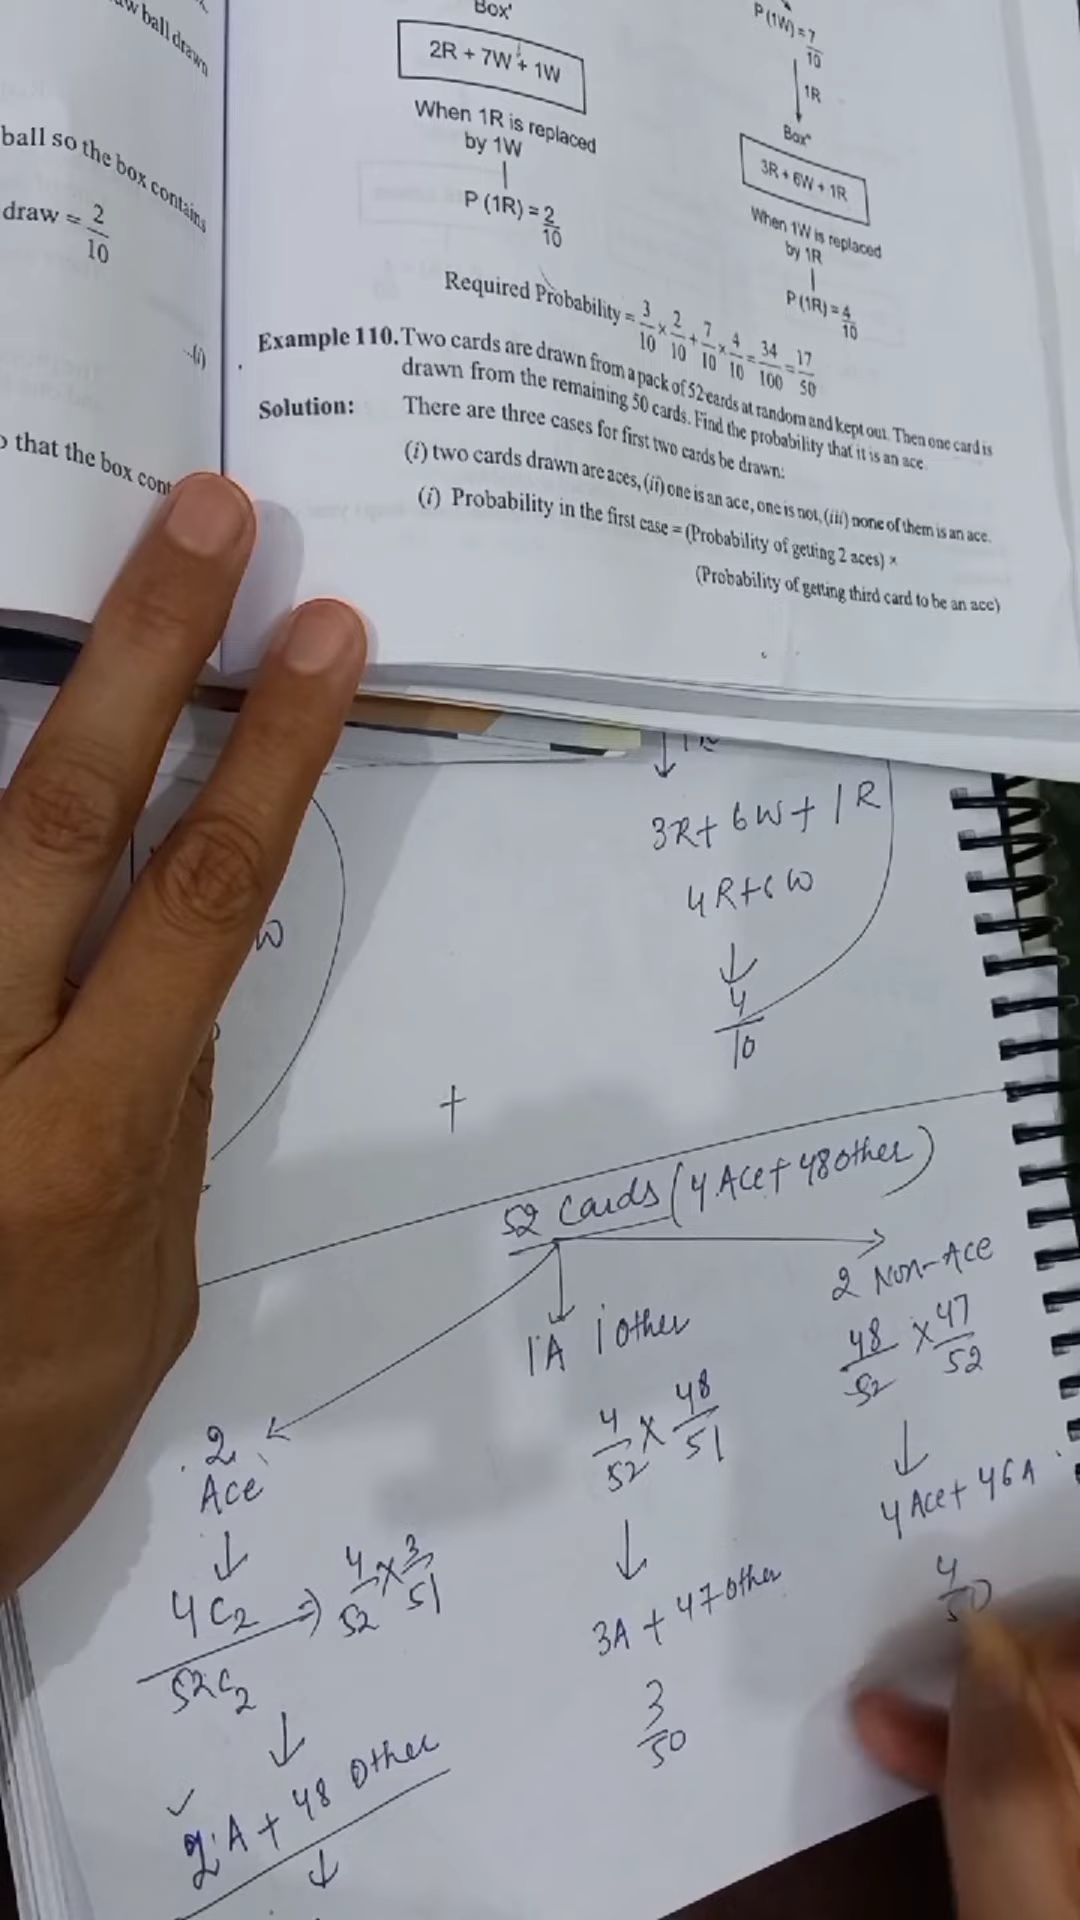 w ball drawn
ball so the box contains
draw = 2/10
...(i)
that the box cont
Box'
2R + 7W + 1W
When 1R is replaced
by 1W
P (1R) = 2/10
P (1W) = 7/10
1R
Box"
3R + 6W + 1R
When 1W is replaced
by 1R
P (1R) = 4/10
Required Probability = 3/10 × 2/10 + 7/10 × 4/10 = 34/100 = 17/50
Example 110. Two cards are drawn from a pack of 52 cards at random and kept out. Then one card is
drawn from the remaining 50 cards. Find the probability that it is an ace.
Solution: There are three cases for first two cards be drawn:
(i) two cards drawn are aces, (ii) one is an ace, one is not, (iii) none of them is an ace.
(i) Probability in the first case = (Probability of getting 2 aces) ×
(Probability of getting third card to be an ace)
3R + 6W + 1R
4R + 6W
W
4/10
+
52 Cards (4 Ace + 48 other)
2 Ace
4C2/52C2 ⇒ 4/52 × 3/51
2A + 48 Other
1A 1 other
4/52 × 48/51
3A + 47 other
3/50
2 Non-Ace
48/52 × 47/52
4 Ace + 46 A
4/50